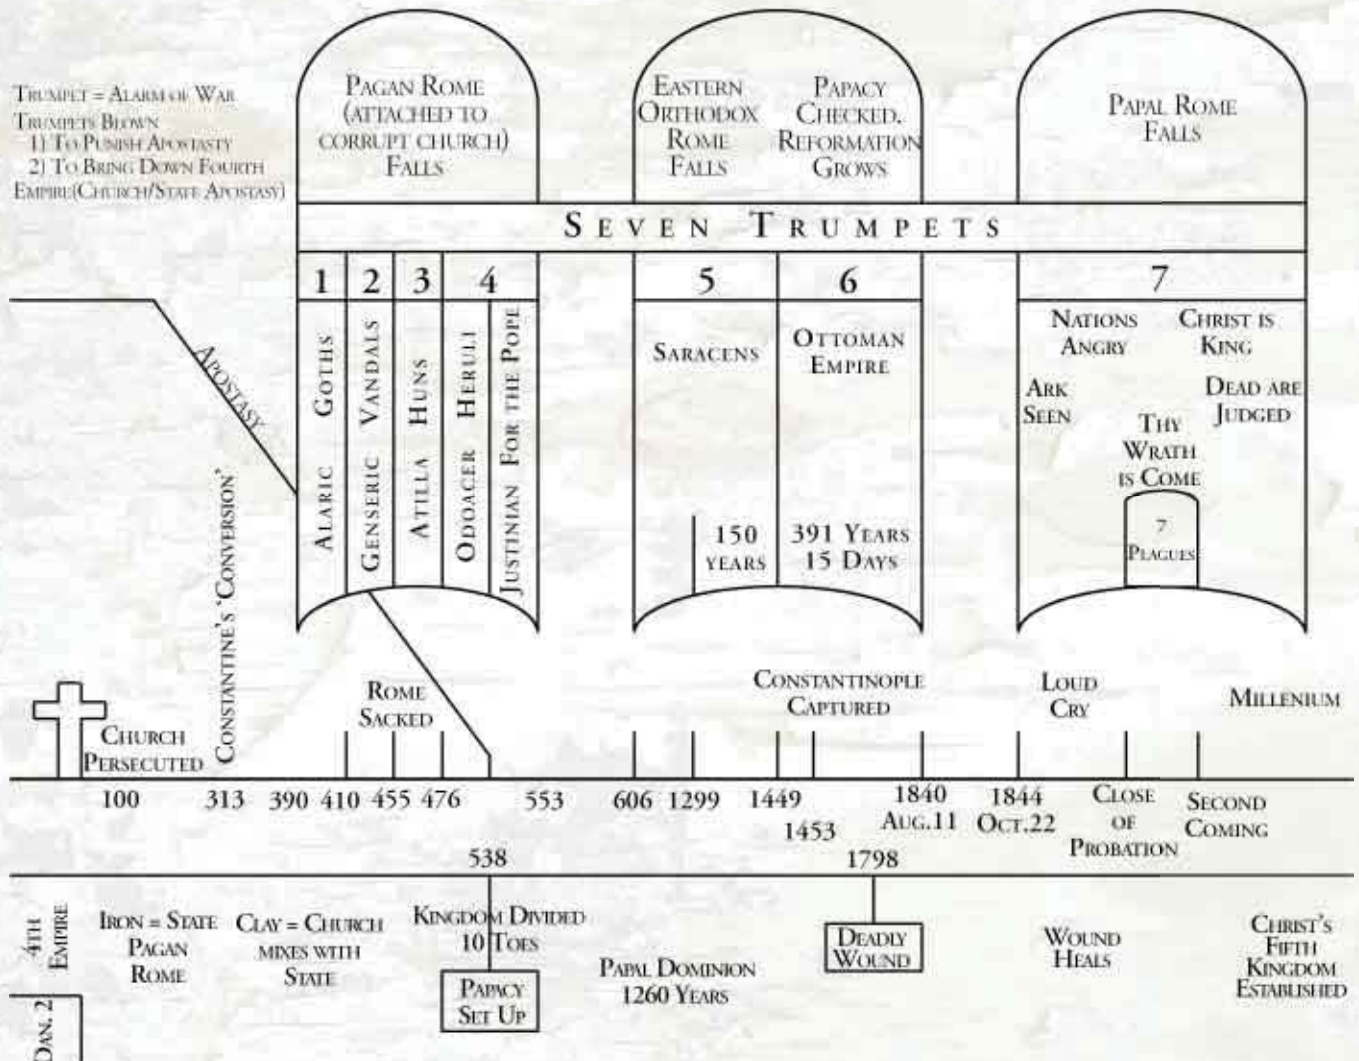 TRUMPET = ALARM OF WAR
TRUMPETS BLOWN
1) TO PUNISH APOSTASTY
2) TO BRING DOWN FOURTH
EMPIRE(CHURCH/STATE APOSTASY)
PAGAN ROME
(ATTACHED TO
CORRUPT CHURCH)
FALLS
EASTERN
ORTHODOX
ROME
FALLS
PAPACY
CHECKED.
REFORMATION
GROWS
PAPAL ROME
FALLS
SEVEN TRUMPETS
1
2
3
4
5
6
7
APOSTASY
CONSTANTINE'S 'CONVERSION'
ALARIC GOTHS
GENSERIC VANDALS
ATILLA HUNS
ODOACER HERULI
JUSTINIAN FOR THE POPE
SARACENS
150
YEARS
OTTOMAN
EMPIRE
391 YEARS
15 DAYS
NATIONS
ANGRY
CHRIST IS
KING
ARK
SEEN
DEAD ARE
JUDGED
THY
WRATH
IS COME
7
PLAGUES
CHURCH
PERSECUTED
ROME
SACKED
CONSTANTINOPLE
CAPTURED
LOUD
CRY
MILLENIUM
100
313
390
410
455
476
553
606
1299
1449
1453
1840
AUG.11
1844
OCT.22
CLOSE
OF
PROBATION
SECOND
COMING
538
1798
4TH
EMPIRE
IRON = STATE
PAGAN
ROME
CLAY = CHURCH
MIXES WITH
STATE
KINGDOM DIVIDED
10 TOES
PAPACY
SET UP
PAPAL DOMINION
1260 YEARS
DEADLY
WOUND
WOUND
HEALS
CHRIST'S
FIFTH
KINGDOM
ESTABLISHED
DAN. 2